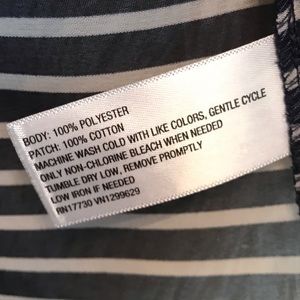 BODY: 100% POLYESTER
PATCH: 100% COTTON
MACHINE WASH COLD WITH LIKE COLORS, GENTLE CYCLE
ONLY NON-CHLORINE BLEACH WHEN NEEDED
TUMBLE DRY LOW, REMOVE PROMPTLY
LOW IRON IF NEEDED
RN17730 VN1299629